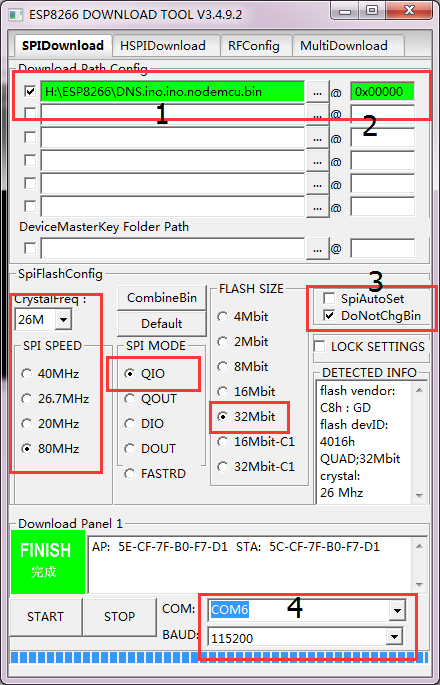 ESP8266 DOWNLOAD TOOL V3.4.9.2
SPIDownload HSPIDownload RFConfig MultiDownload
Download Path Config
H:\ESP8266\DNS.ino.ino.nodemcu.bin ... @ 0x00000
1 2
... @
... @
... @
... @
... @
DeviceMasterKey Folder Path
... @
SpiFlashConfig
3
CrystalFreq :
26M
CombineBin
Default
FLASH SIZE
4Mbit
2Mbit
8Mbit
16Mbit
32Mbit
16Mbit-C1
32Mbit-C1
SpiAutoSet
DoNotChgBin
LOCK SETTINGS
SPI SPEED
40MHz
26.7MHz
20MHz
80MHz
SPI MODE
QIO
QOUT
DIO
DOUT
FASTRD
DETECTED INFO
flash vendor:
C8h : GD
flash devID:
4016h
QUAD;32Mbit
crystal:
26 Mhz
Download Panel 1
FINISH
完成
AP: 5E-CF-7F-B0-F7-D1 STA: 5C-CF-7F-B0-F7-D1
START STOP
COM: COM6
4
BAUD: 115200